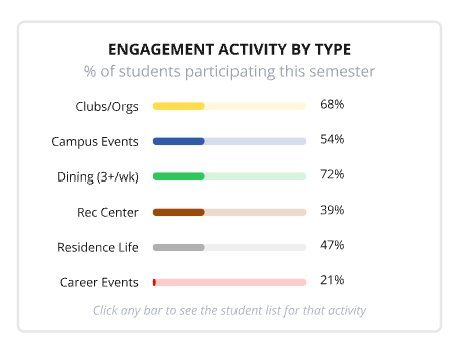 ENGAGEMENT ACTIVITY BY TYPE
% of students participating this semester
Clubs/Orgs 68%
Campus Events 54%
Dining (3+/wk) 72%
Rec Center 39%
Residence Life 47%
Career Events 21%
Click any bar to see the student list for that activity